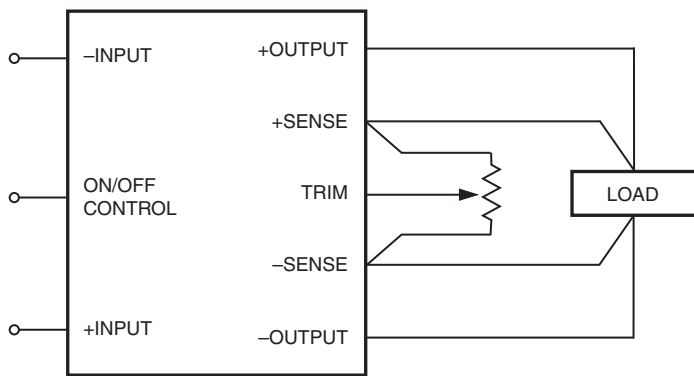 –INPUT
+OUTPUT
+SENSE
ON/OFF
CONTROL
TRIM
LOAD
–SENSE
+INPUT
–OUTPUT